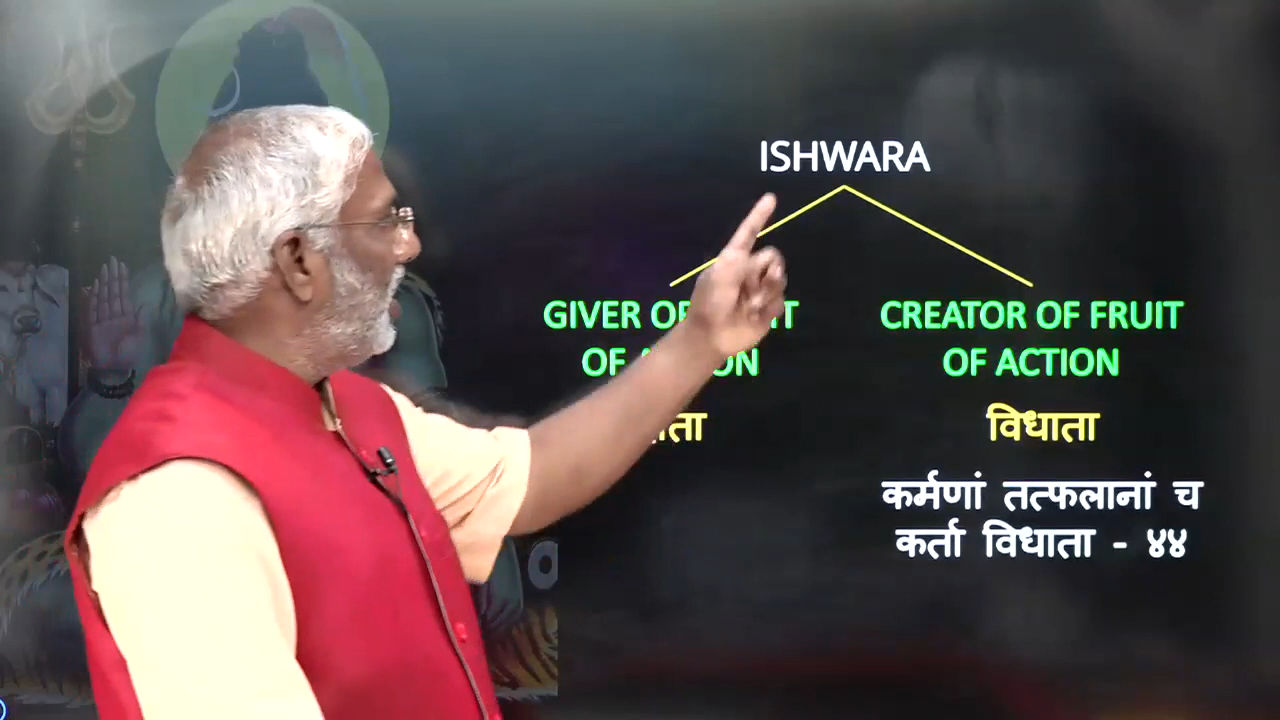 ISHWARA
GIVER OF
OF
CREATOR OF FRUIT
OF ACTION
विधाता
कर्मणां तत्फलानां च
कर्ता विधाता - ४४